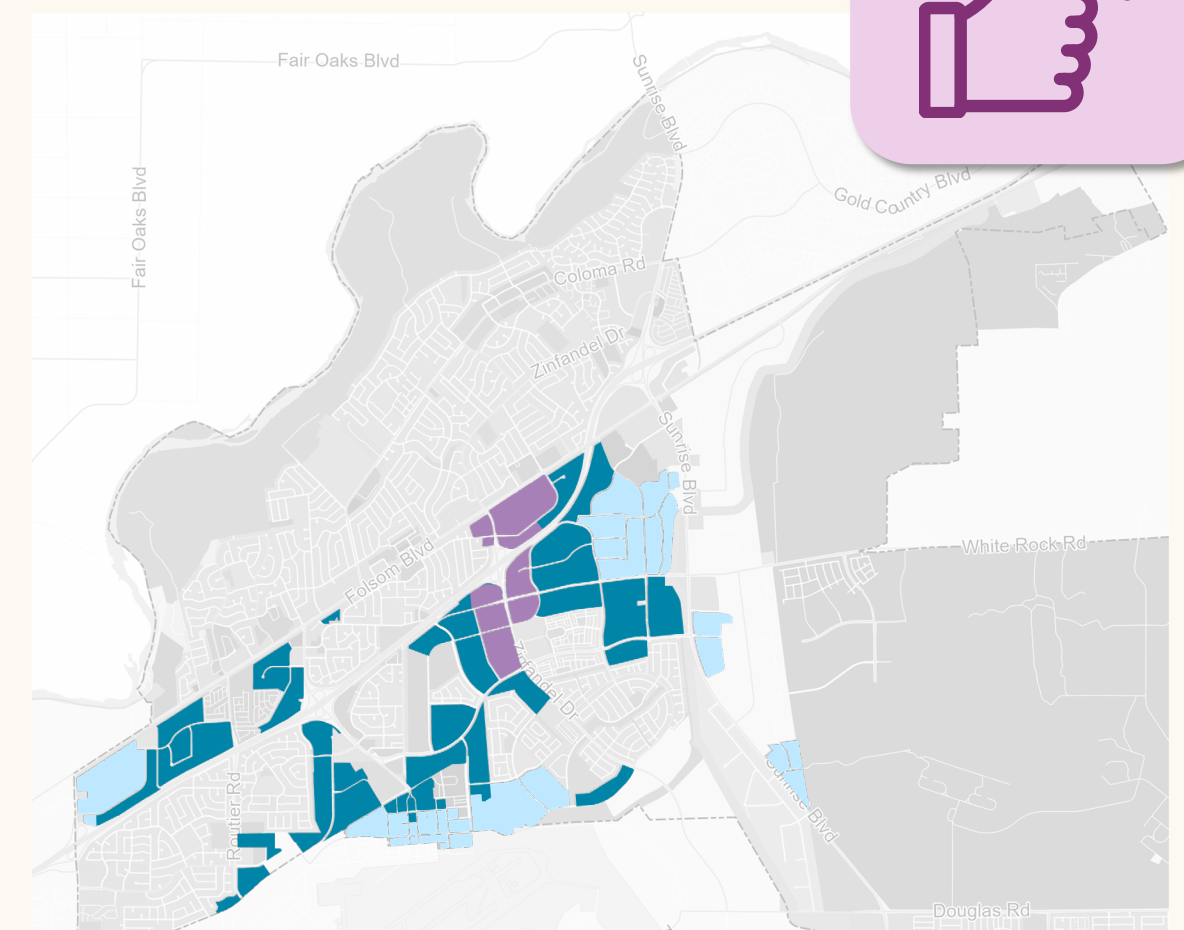 Fair Oaks Blvd
Sunrise Blvd
Fair Oaks Blvd
Gold Country Blvd
Coloma Rd
Zinfandel Dr
Sunrise Blvd
White Rock Rd
Folsom Blvd
Zinfandel Dr
Routier Rd
Sunrise Blvd
Douglas Rd